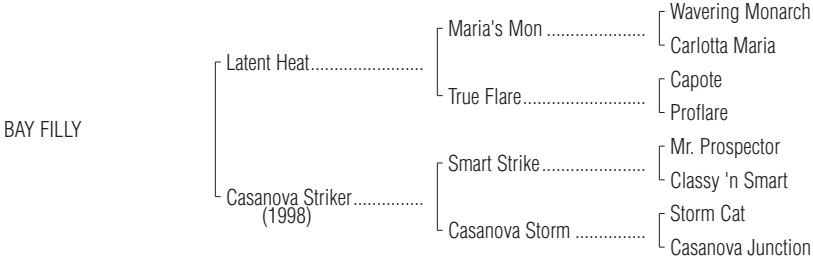 Wavering Monarch
Maria's Mon ......................
Carlotta Maria
Latent Heat.........................
Capote
True Flare...........................
Proflare
BAY FILLY
Mr. Prospector
Smart Strike.......................
Classy 'n Smart
Casanova Striker...............
(1998)
Storm Cat
Casanova Storm ................
Casanova Junction